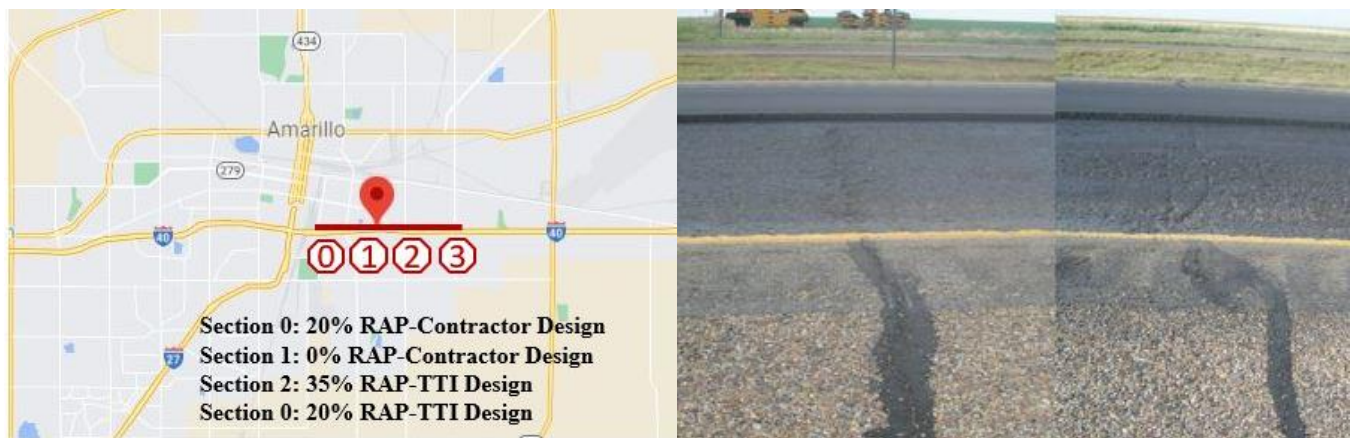 434
Amarillo
279
40
40
0 1 2 3
27
Section 0: 20% RAP-Contractor Design
Section 1: 0% RAP-Contractor Design
Section 2: 35% RAP-TTI Design
Section 0: 20% RAP-TTI Design